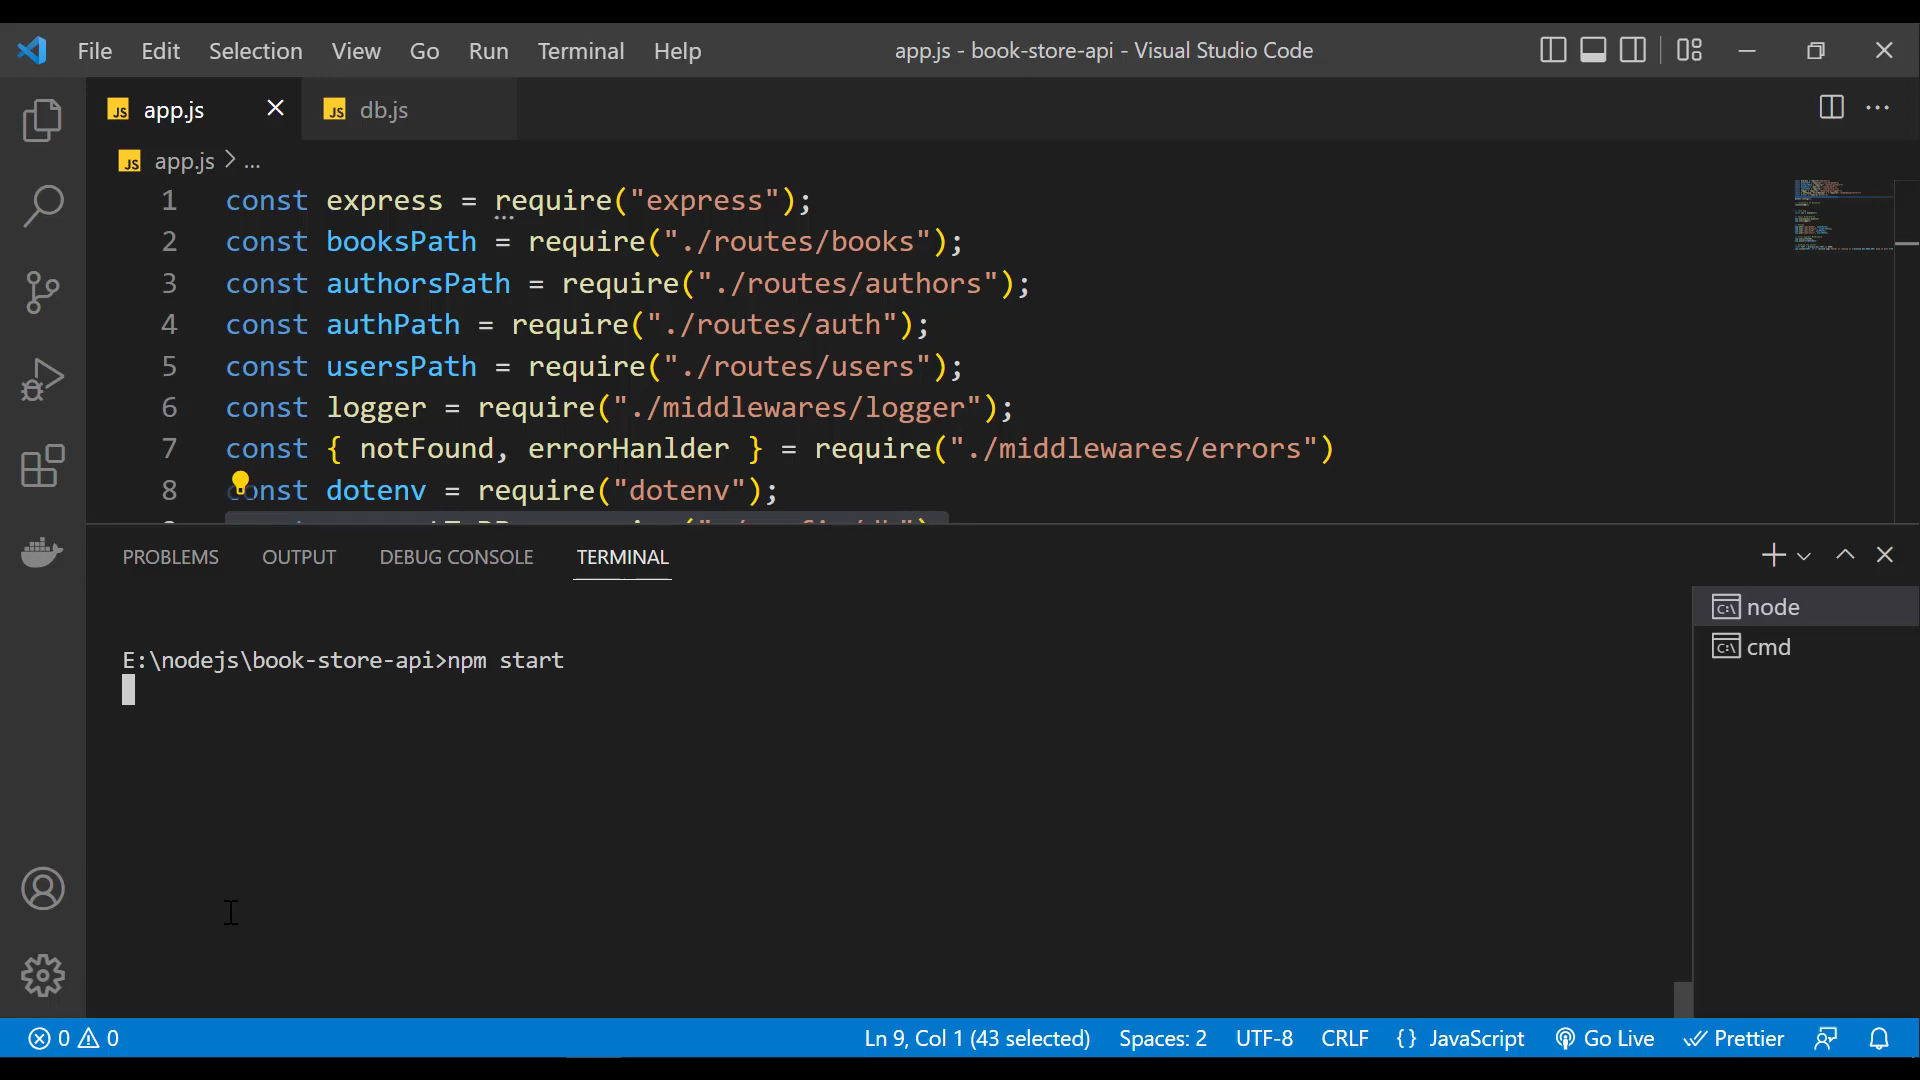 File Edit Selection View Go Run Terminal Help app.js - book-store-api - Visual Studio Code
JS app.js JS db.js
JS app.js > ...
1 const express = require("express");
2 const booksPath = require("./routes/books");
3 const authorsPath = require("./routes/authors");
4 const authPath = require("./routes/auth");
5 const usersPath = require("./routes/users");
6 const logger = require("./middlewares/logger");
7 const { notFound, errorHanlder } = require("./middlewares/errors")
8 const dotenv = require("dotenv");
PROBLEMS OUTPUT DEBUG CONSOLE TERMINAL
node
cmd
E:\nodejs\book-store-api>npm start
0 0 Ln 9, Col 1 (43 selected) Spaces: 2 UTF-8 CRLF {} JavaScript Go Live Prettier